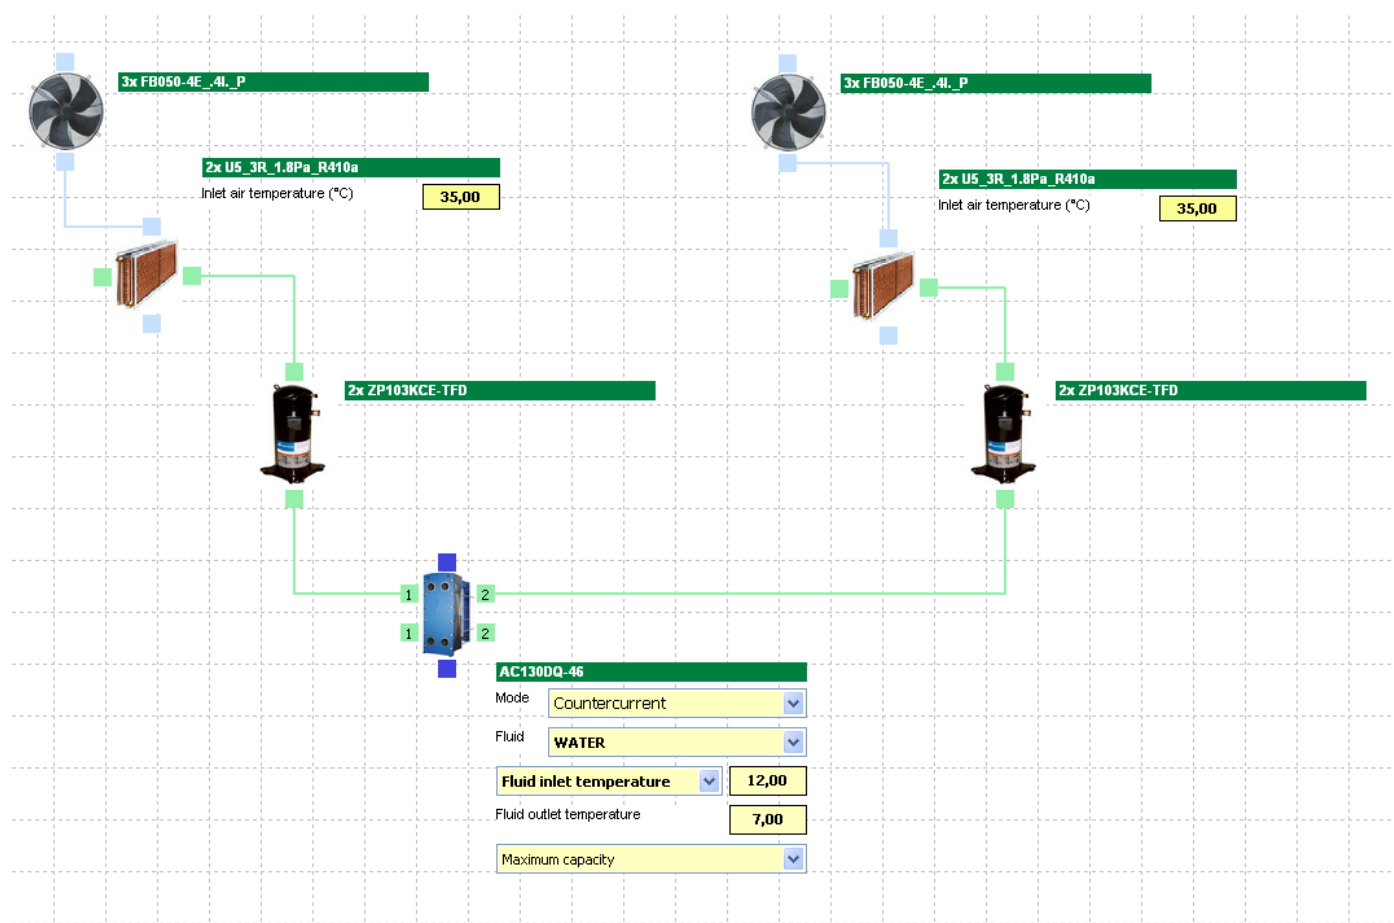 3x FB050-4E_.4I._P
3x FB050-4E_.4I._P
2x U5_3R_1.8Pa_R410a
Inlet air temperature (°C)
35,00
2x U5_3R_1.8Pa_R410a
Inlet air temperature (°C)
35,00
2x ZP103KCE-TFD
2x ZP103KCE-TFD
1
2
1
2
AC130DQ-46
Mode
Countercurrent
Fluid
WATER
Fluid inlet temperature
12,00
Fluid outlet temperature
7,00
Maximum capacity